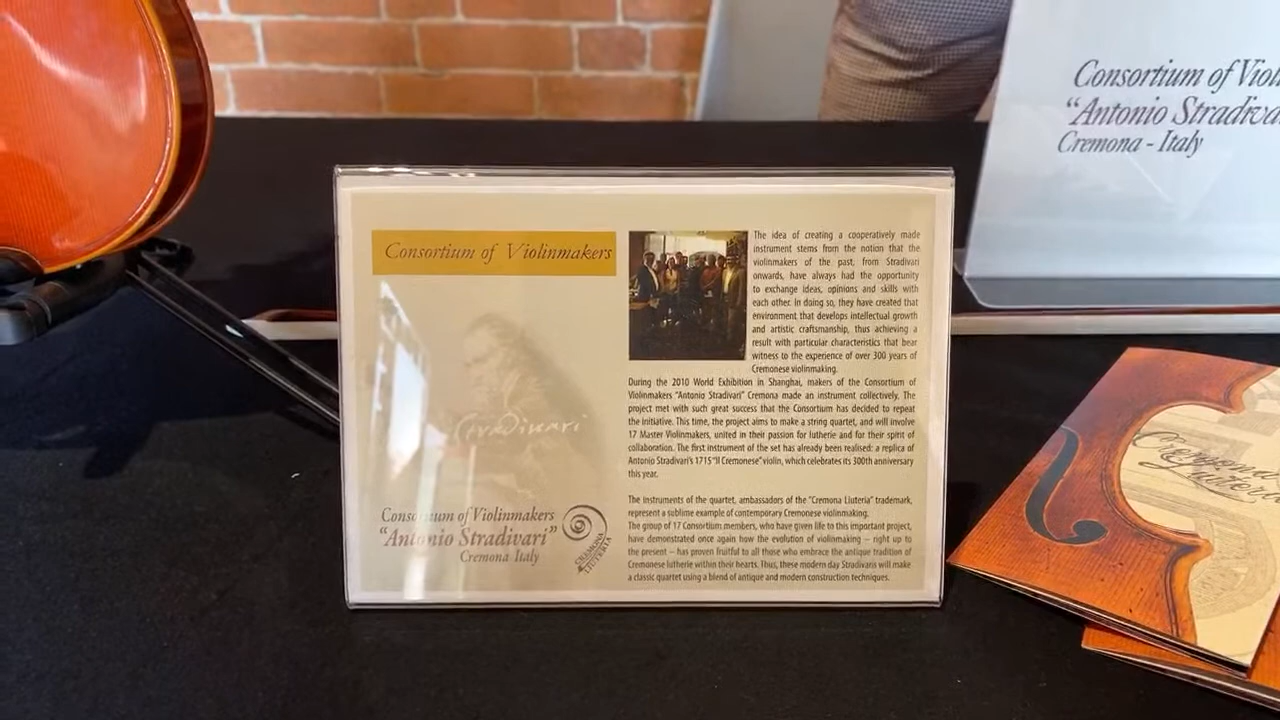 Consortium of Violinmakers
Stradivari
Consortium of Violinmakers
"Antonio Stradivari"
Cremona Italy
CREMONA
LIUTERIA
The idea of creating a cooperatively made
instrument stems from the notion that the
violinmakers of the past, from Stradivari
onwards, have always had the opportunity
to exchange ideas, opinions and skills with
each other. In doing so, they have created that
environment that develops intellectual growth
and artistic craftsmanship, thus achieving a
result with particular characteristics that bear
witness to the experience of over 300 years of
Cremonese violinmaking.
During the 2010 World Exhibition in Shanghai, makers of the Consortium of
Violinmakers "Antonio Stradivari" Cremona made an instrument collectively. The
project met with such great success that the Consortium has decided to repeat
the initiative. This time, the project aims to make a string quartet, and will involve
17 Master Violinmakers, united in their passion for lutherie and for their spirit of
collaboration. The first instrument of the set has already been realised: a replica of
Antonio Stradivari's 1715 "Il Cremonese" violin, which celebrates its 300th anniversary
this year.
The instruments of the quartet, ambassadors of the "Cremona Liuteria" trademark,
represent a sublime example of contemporary Cremonese violinmaking.
The group of 17 Consortium members, who have given life to this important project,
have demonstrated once again how the evolution of violinmaking – right up to
the present – has proven fruitful to all those who embrace the antique tradition of
Cremonese lutherie within their hearts. Thus, these modern day Stradivaris will make
a classic quartet using a blend of antique and modern construction techniques.
Consortium of Violi
"Antonio Stradiva
Cremona - Italy
Cremona
Liuteria